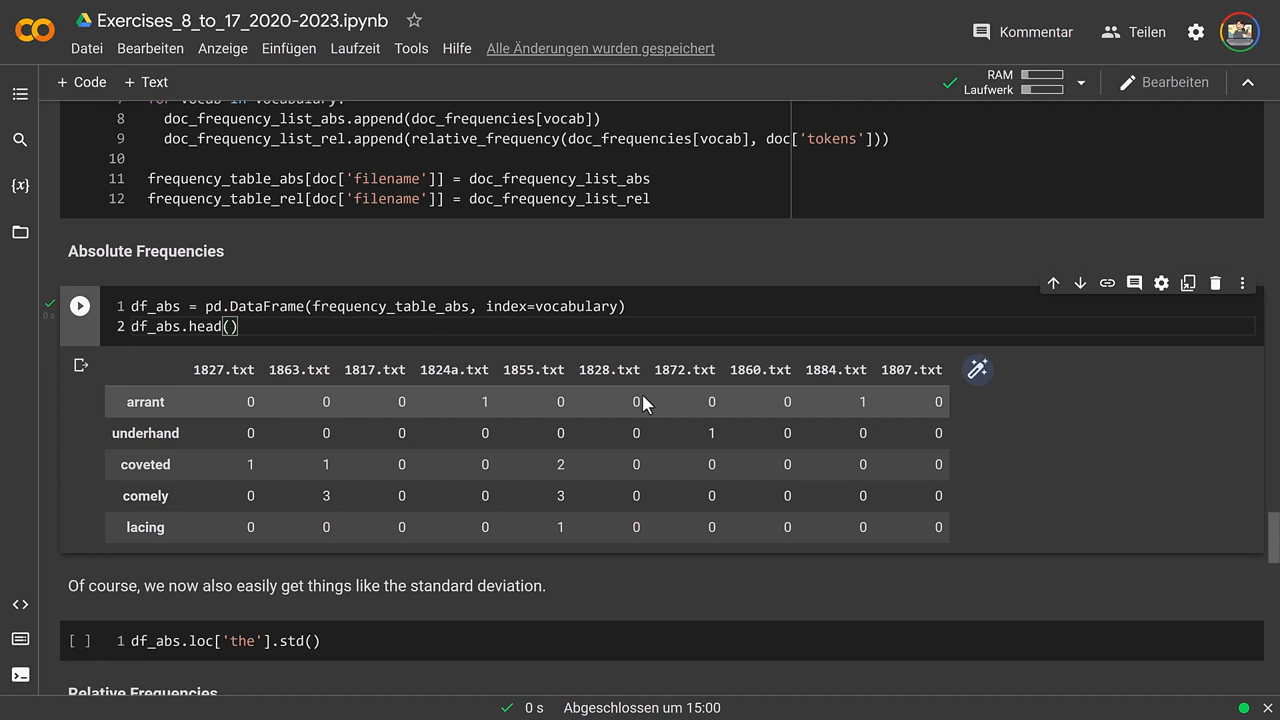 Exercises_8_to_17_2020-2023.ipynb
Datei Bearbeiten Anzeige Einfügen Laufzeit Tools Hilfe Alle Änderungen wurden gespeichert
Kommentar Teilen
+ Code + Text
RAM
Laufwerk
Bearbeiten
7 for vocab in vocabulary:
8 doc_frequency_list_abs.append(doc_frequencies[vocab])
9 doc_frequency_list_rel.append(relative_frequency(doc_frequencies[vocab], doc['tokens']))
10
11 frequency_table_abs[doc['filename']] = doc_frequency_list_abs
12 frequency_table_rel[doc['filename']] = doc_frequency_list_rel
Absolute Frequencies
0 s
1 df_abs = pd.DataFrame(frequency_table_abs, index=vocabulary)
2 df_abs.head()
1827.txt 1863.txt 1817.txt 1824a.txt 1855.txt 1828.txt 1872.txt 1860.txt 1884.txt 1807.txt
arrant 0 0 0 1 0 0 0 0 1 0
underhand 0 0 0 0 0 0 1 0 0 0
coveted 1 1 0 0 2 0 0 0 0 0
comely 0 3 0 0 3 0 0 0 0 0
lacing 0 0 0 0 1 0 0 0 0 0
Of course, we now also easily get things like the standard deviation.
[ ] 1 df_abs.loc['the'].std()
Relative Frequencies
0 s Abgeschlossen um 15:00